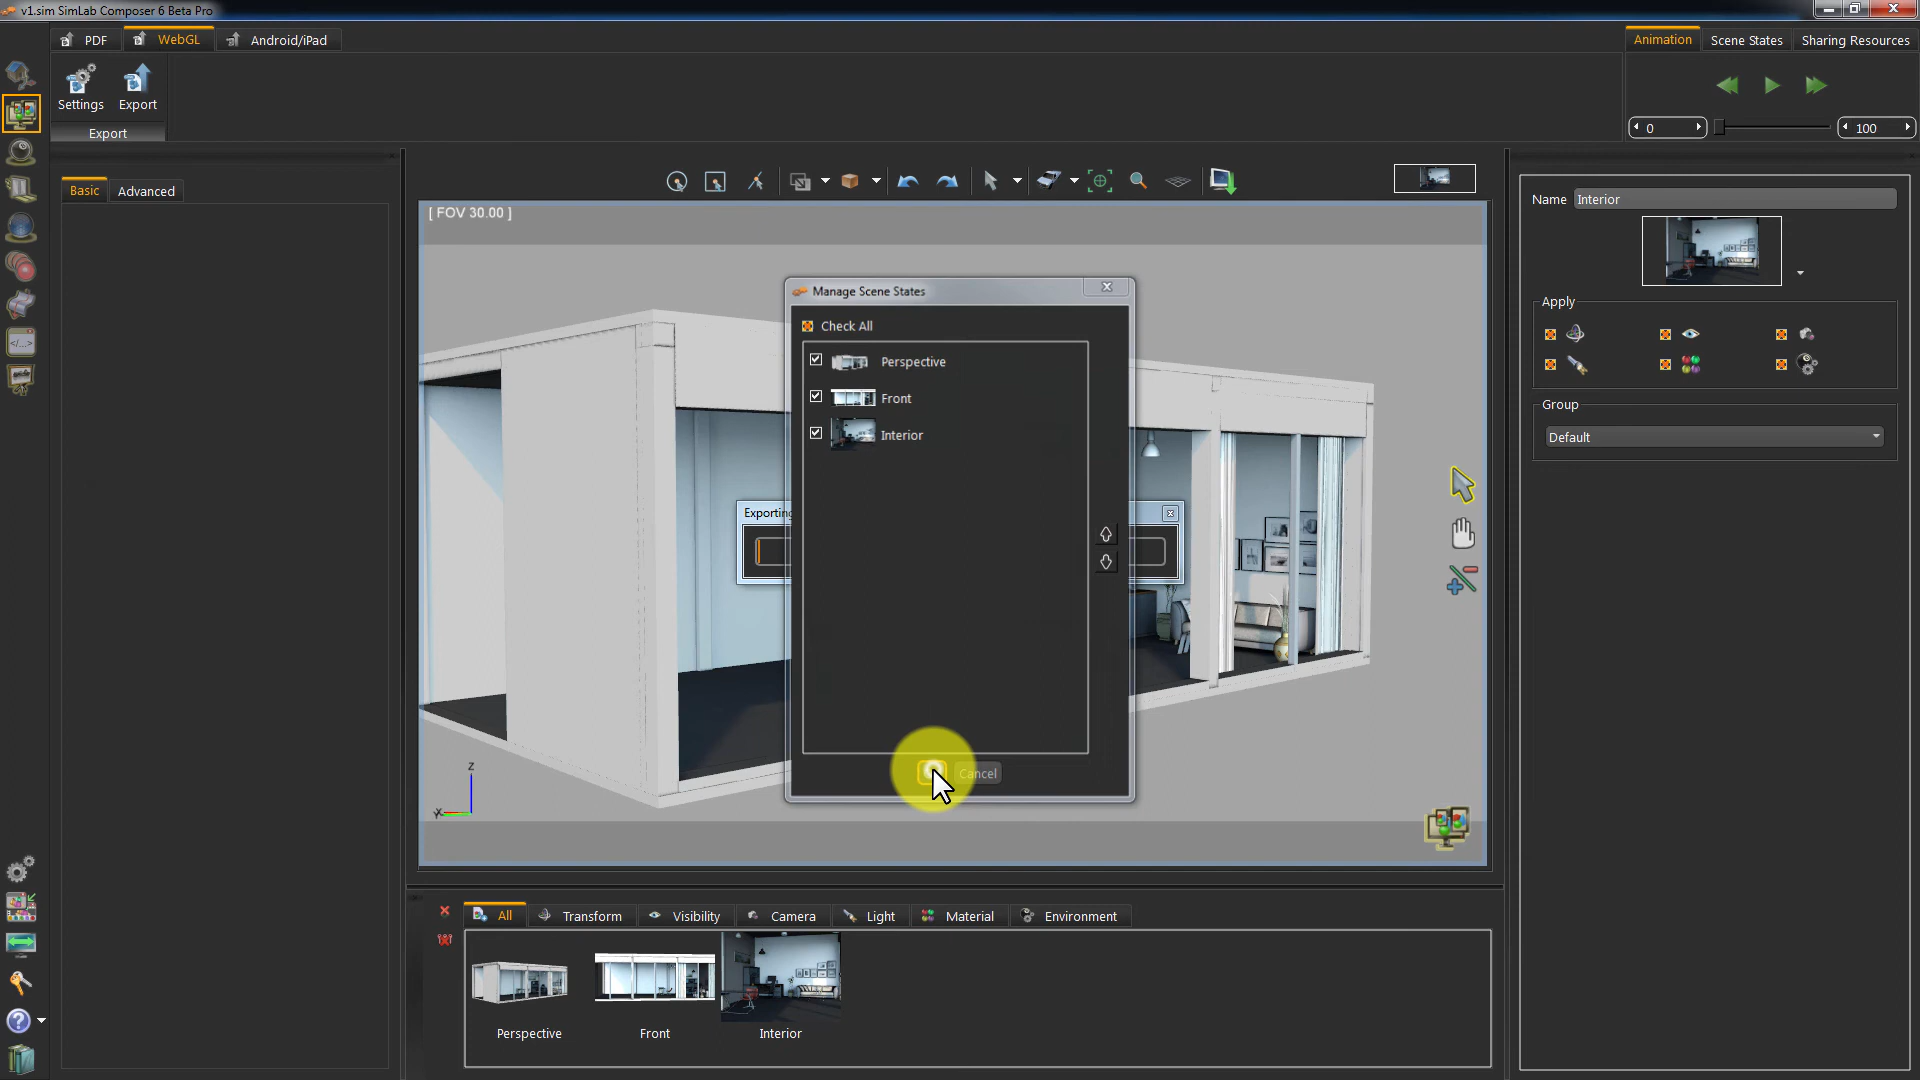 v1.sim SimLab Composer 6 Beta Pro
PDF
WebGL
Android/iPad
Animation
Scene States
Sharing Resources
Settings
Export
Export
0
100
Basic
Advanced
[ FOV 30.00 ]
Name
Interior
Manage Scene States
Check All
Perspective
Front
Interior
Apply
Group
Default
Exporting
Cancel
Z
Y
All
Transform
Visibility
Camera
Light
Material
Environment
Perspective
Front
Interior